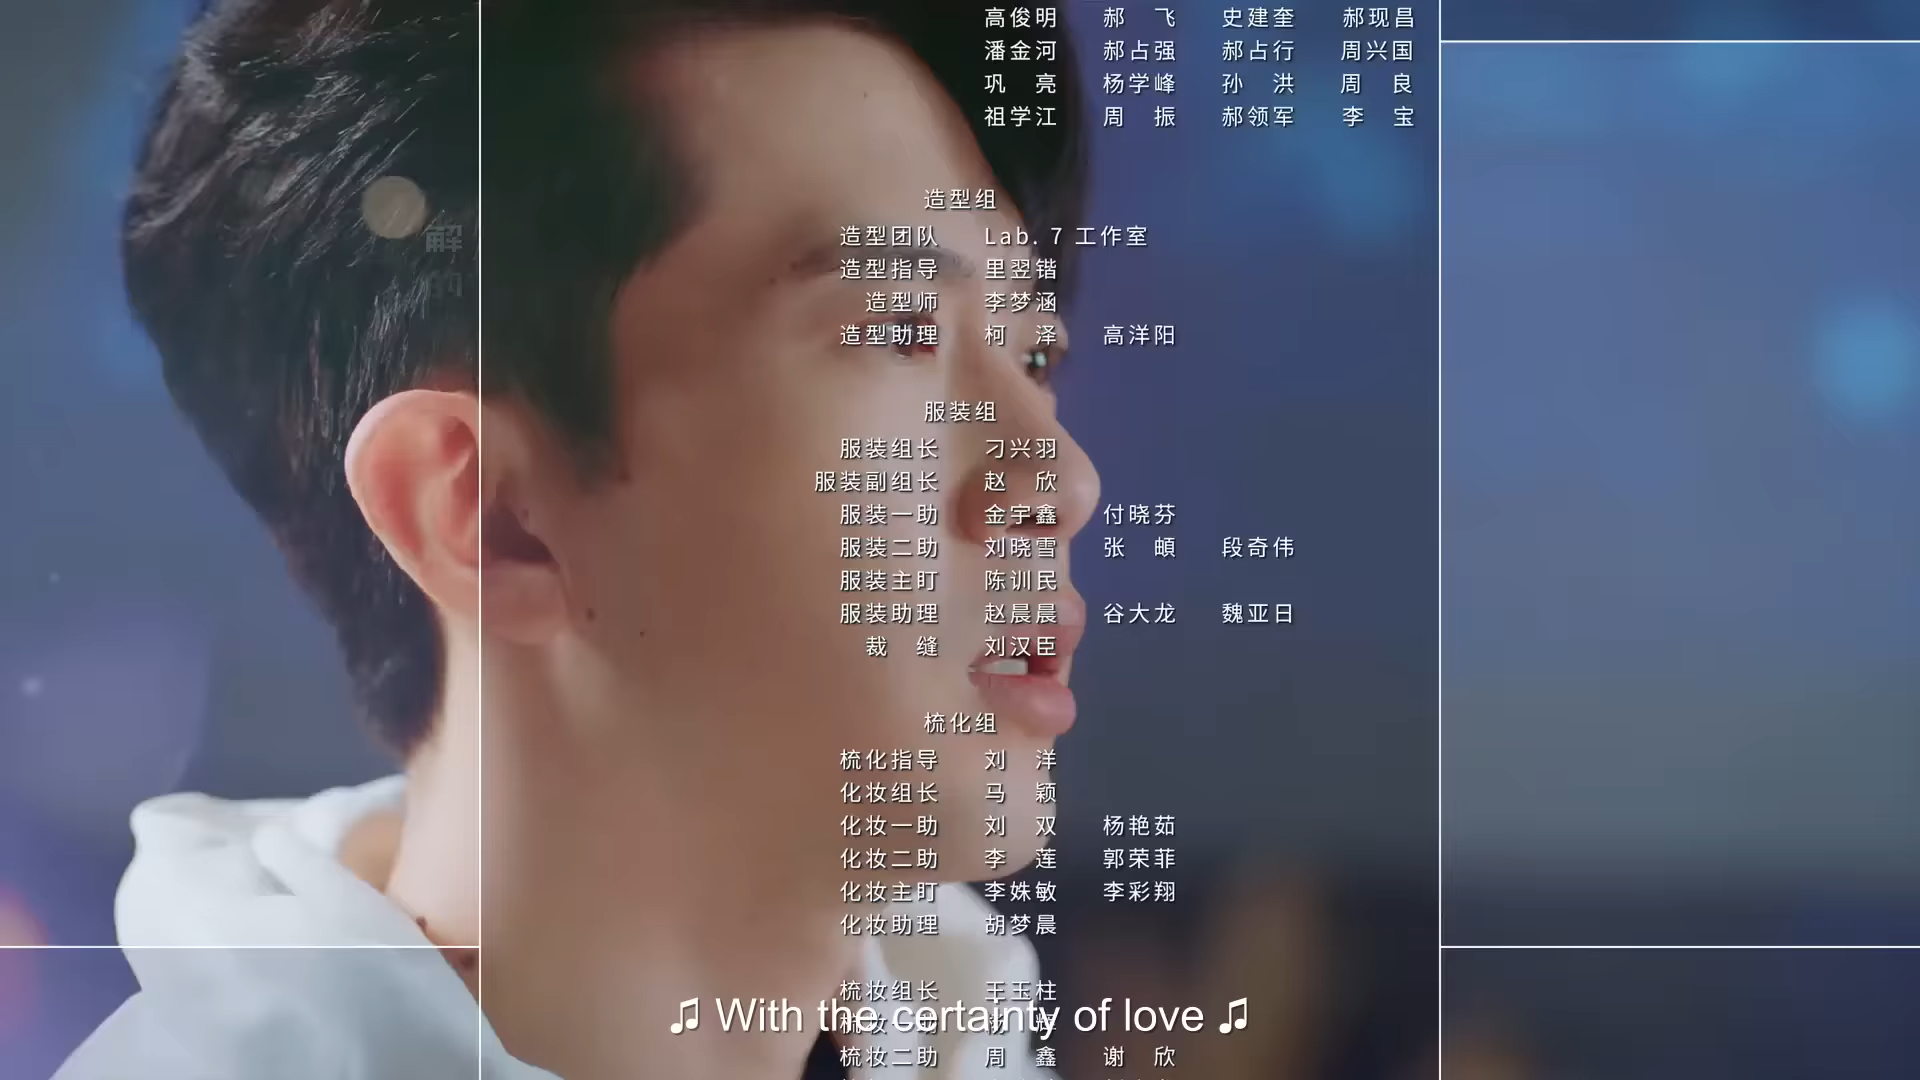 高俊明 郝 飞 史建奎 郝现昌
潘金河 郝占强 郝占行 周兴国
巩 亮 杨学峰 孙 洪 周 良
祖学江 周 振 郝领军 李 宝
造型组
造型团队 Lab. 7 工作室
造型指导 里翌锴
造型师 李梦涵
造型助理 柯 泽 高洋阳
解
的
服装组
服装组长 刁兴羽
服装副组长 赵 欣
服装一助 金宇鑫 付晓芬
服装二助 刘晓雪 张 頔 段奇伟
服装主盯 陈训民
服装助理 赵晨晨 谷大龙 魏亚日
裁 缝 刘汉臣
梳化组
梳化指导 刘 洋
化妆组长 马 颖
化妆一助 刘 双 杨艳茹
化妆二助 李 莲 郭荣菲
化妆主盯 李姝敏 李彩翔
化妆助理 胡梦晨
梳妆组长 王玉柱
♫ With the certainty of love ♫
梳妆二助 周 鑫 谢 欣